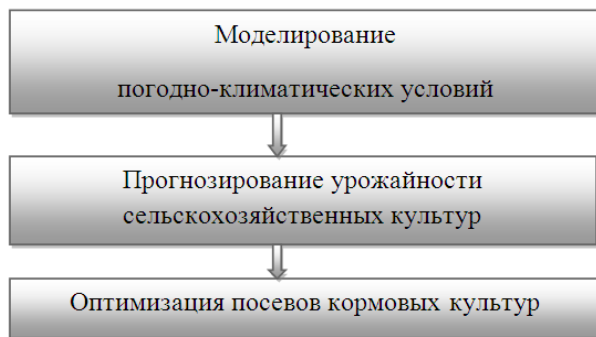 Моделирование
погодно-климатических условий
Прогнозирование урожайности
сельскохозяйственных культур
Оптимизация посевов кормовых культур